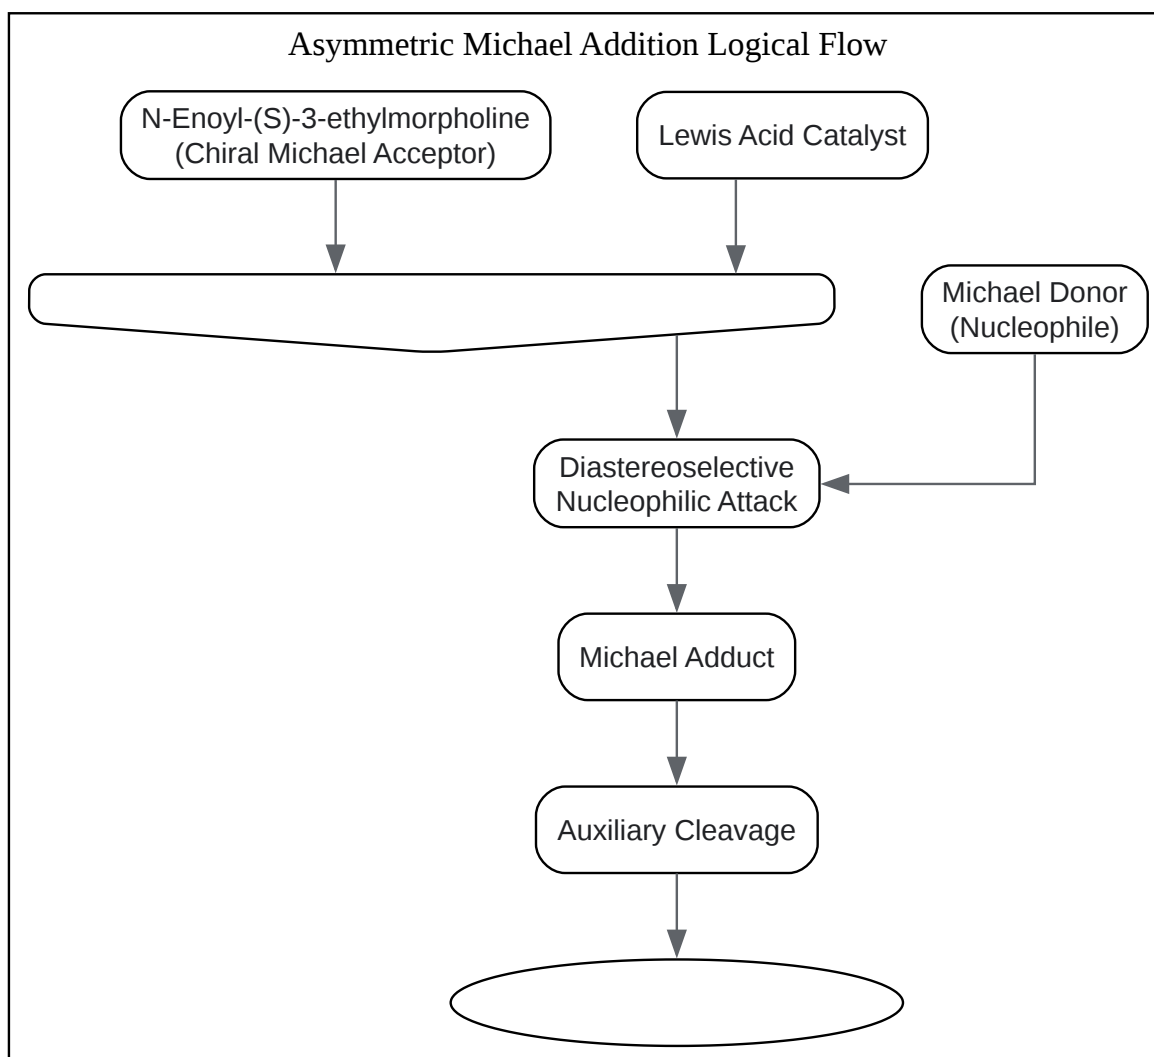 Asymmetric Michael Addition Logical Flow
N-Enoyl-(S)-3-ethylmorpholine
(Chiral Michael Acceptor)
Lewis Acid Catalyst
Michael Donor
(Nucleophile)
Diastereoselective
Nucleophilic Attack
Michael Adduct
Auxiliary Cleavage